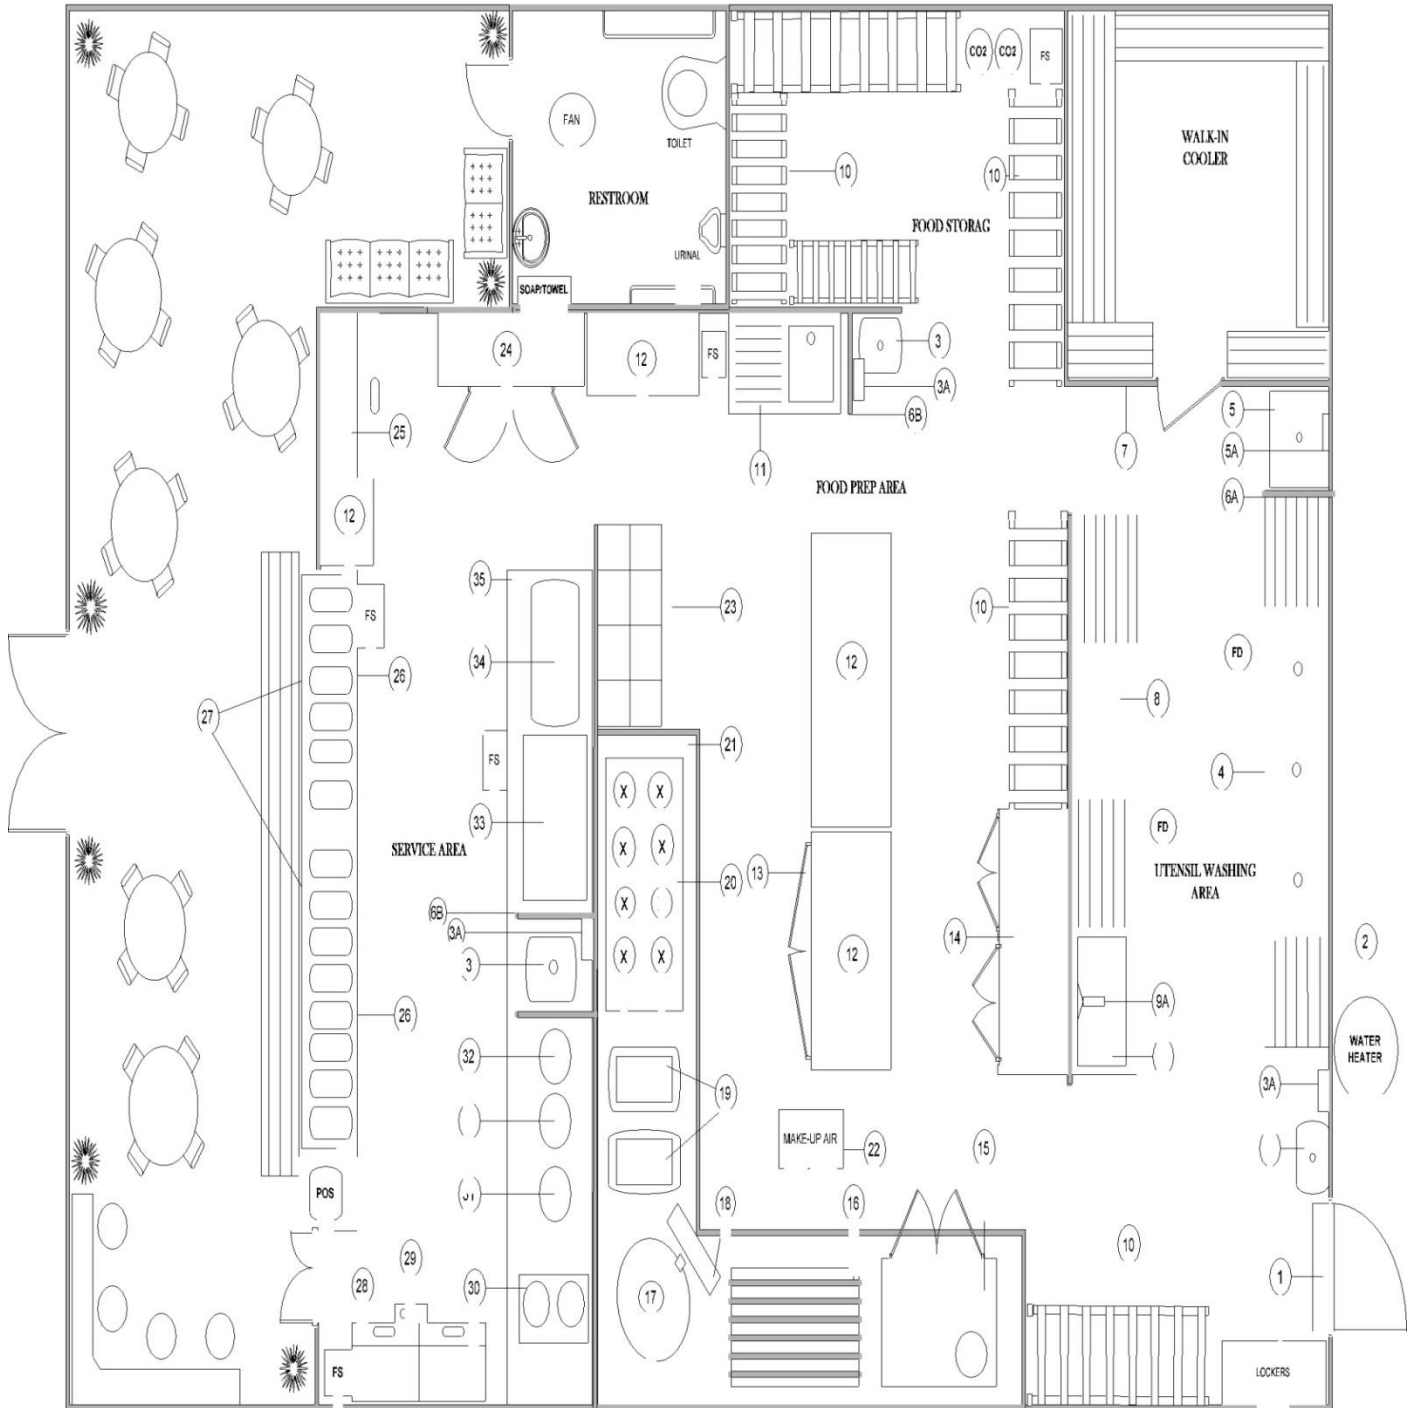 CO2
CO2
FS
FAN
TOILET
WALK-IN
COOLER
10
10
RESTROOM
FOOD STORAG
URINAL
SOAP/TOWEL
24
12
FS
3
3A
6B
5
5A
25
11
7
FOOD PREP AREA
6A
12
35
FS
23
10
34
26
12
FD
8
27
21
FS
4
33
SERVICE AREA
20
13
FD
UTENSIL WASHING
AREA
6B
3A
3
12
14
2
9A
26
32
WATER
HEATER
19
3A
MAKE-UP AIR
22
15
POS
18
16
29
10
28
30
17
1
C
FS
LOCKERS
X X
X X
X
X X